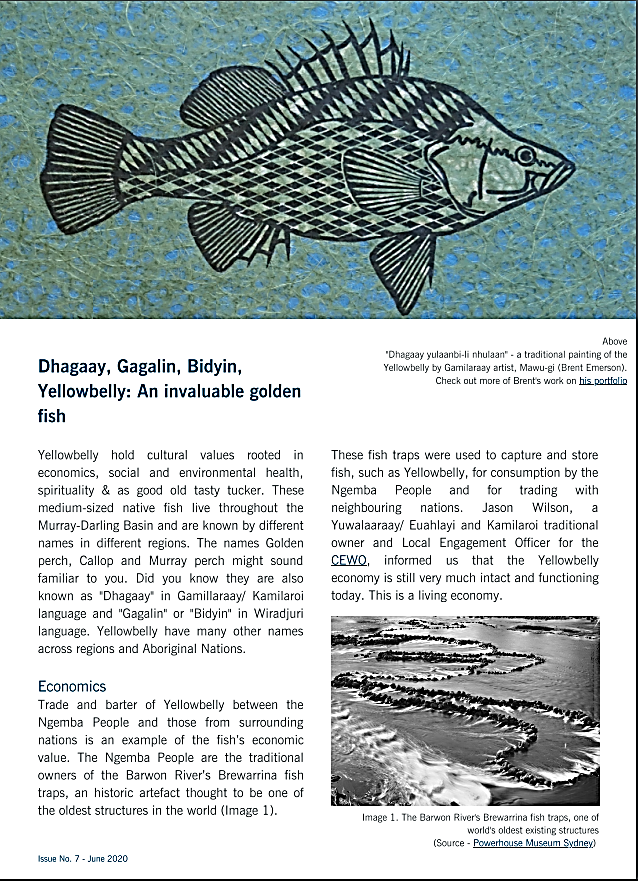 Above
"Dhagaay yulaanbi-li nhulaan" - a traditional painting of the
Yellowbelly by Gamilaraay artist, Mawu-gi (Brent Emerson).
Check out more of Brent's work on his portfolio
Dhagaay, Gagalin, Bidyin,
Yellowbelly: An invaluable golden
fish
Yellowbelly hold cultural values rooted in
economics, social and environmental health,
spirituality & as good old tasty tucker. These
medium-sized native fish live throughout the
Murray-Darling Basin and are known by different
names in different regions. The names Golden
perch, Callop and Murray perch might sound
familiar to you. Did you know they are also
known as "Dhagaay" in Gamillaraay/ Kamilaroi
language and "Gagalin" or "Bidyin" in Wiradjuri
language. Yellowbelly have many other names
across regions and Aboriginal Nations.
Economics
Trade and barter of Yellowbelly between the
Ngemba People and those from surrounding
nations is an example of the fish's economic
value. The Ngemba People are the traditional
owners of the Barwon River's Brewarrina fish
traps, an historic artefact thought to be one of
the oldest structures in the world (Image 1).
These fish traps were used to capture and store
fish, such as Yellowbelly, for consumption by the
Ngemba People and for trading with
neighbouring nations. Jason Wilson, a
Yuwalaaraay/ Euahlayi and Kamilaroi traditional
owner and Local Engagement Officer for the
CEWO, informed us that the Yellowbelly
economy is still very much intact and functioning
today. This is a living economy.
Image 1. The Barwon River's Brewarrina fish traps, one of
world's oldest existing structures
(Source - Powerhouse Museum Sydney)
Issue No. 7 - June 2020